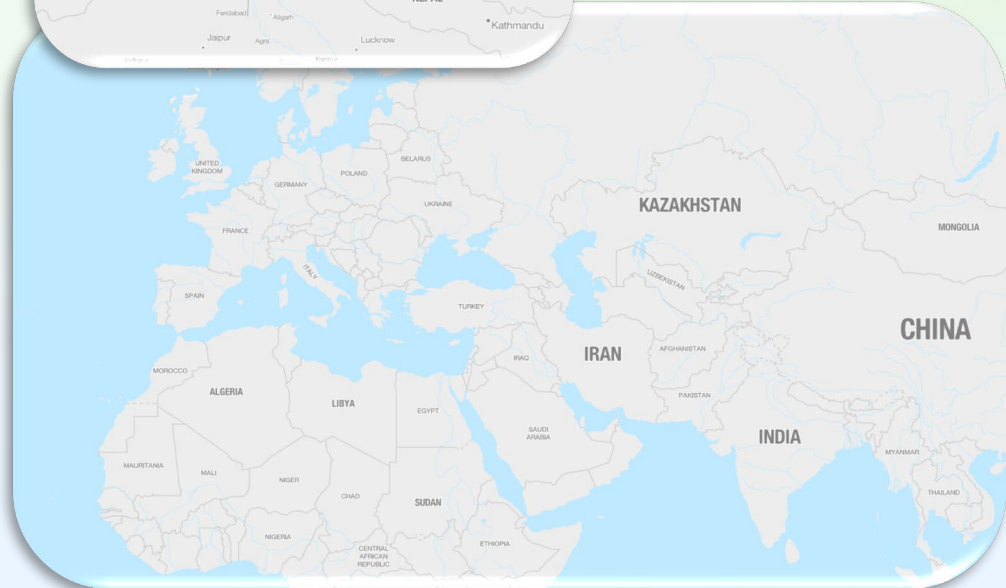 NEPAL
Kathmandu
Faridabad
Aligarh
Jaipur
Agra
Lucknow
UNITED
KINGDOM
BELARUS
POLAND
GERMANY
UKRAINE
FRANCE
KAZAKHSTAN
MONGOLIA
ITALY
SPAIN
UZBEKISTAN
TURKEY
CHINA
IRAQ
IRAN
AFGHANISTAN
MOROCCO
ALGERIA
LIBYA
EGYPT
PAKISTAN
SAUDI
ARABIA
INDIA
MYANMAR
MAURITANIA
MALI
NIGER
CHAD
SUDAN
THAILAND
NIGERIA
CENTRAL
AFRICAN
REPUBLIC
ETHIOPIA